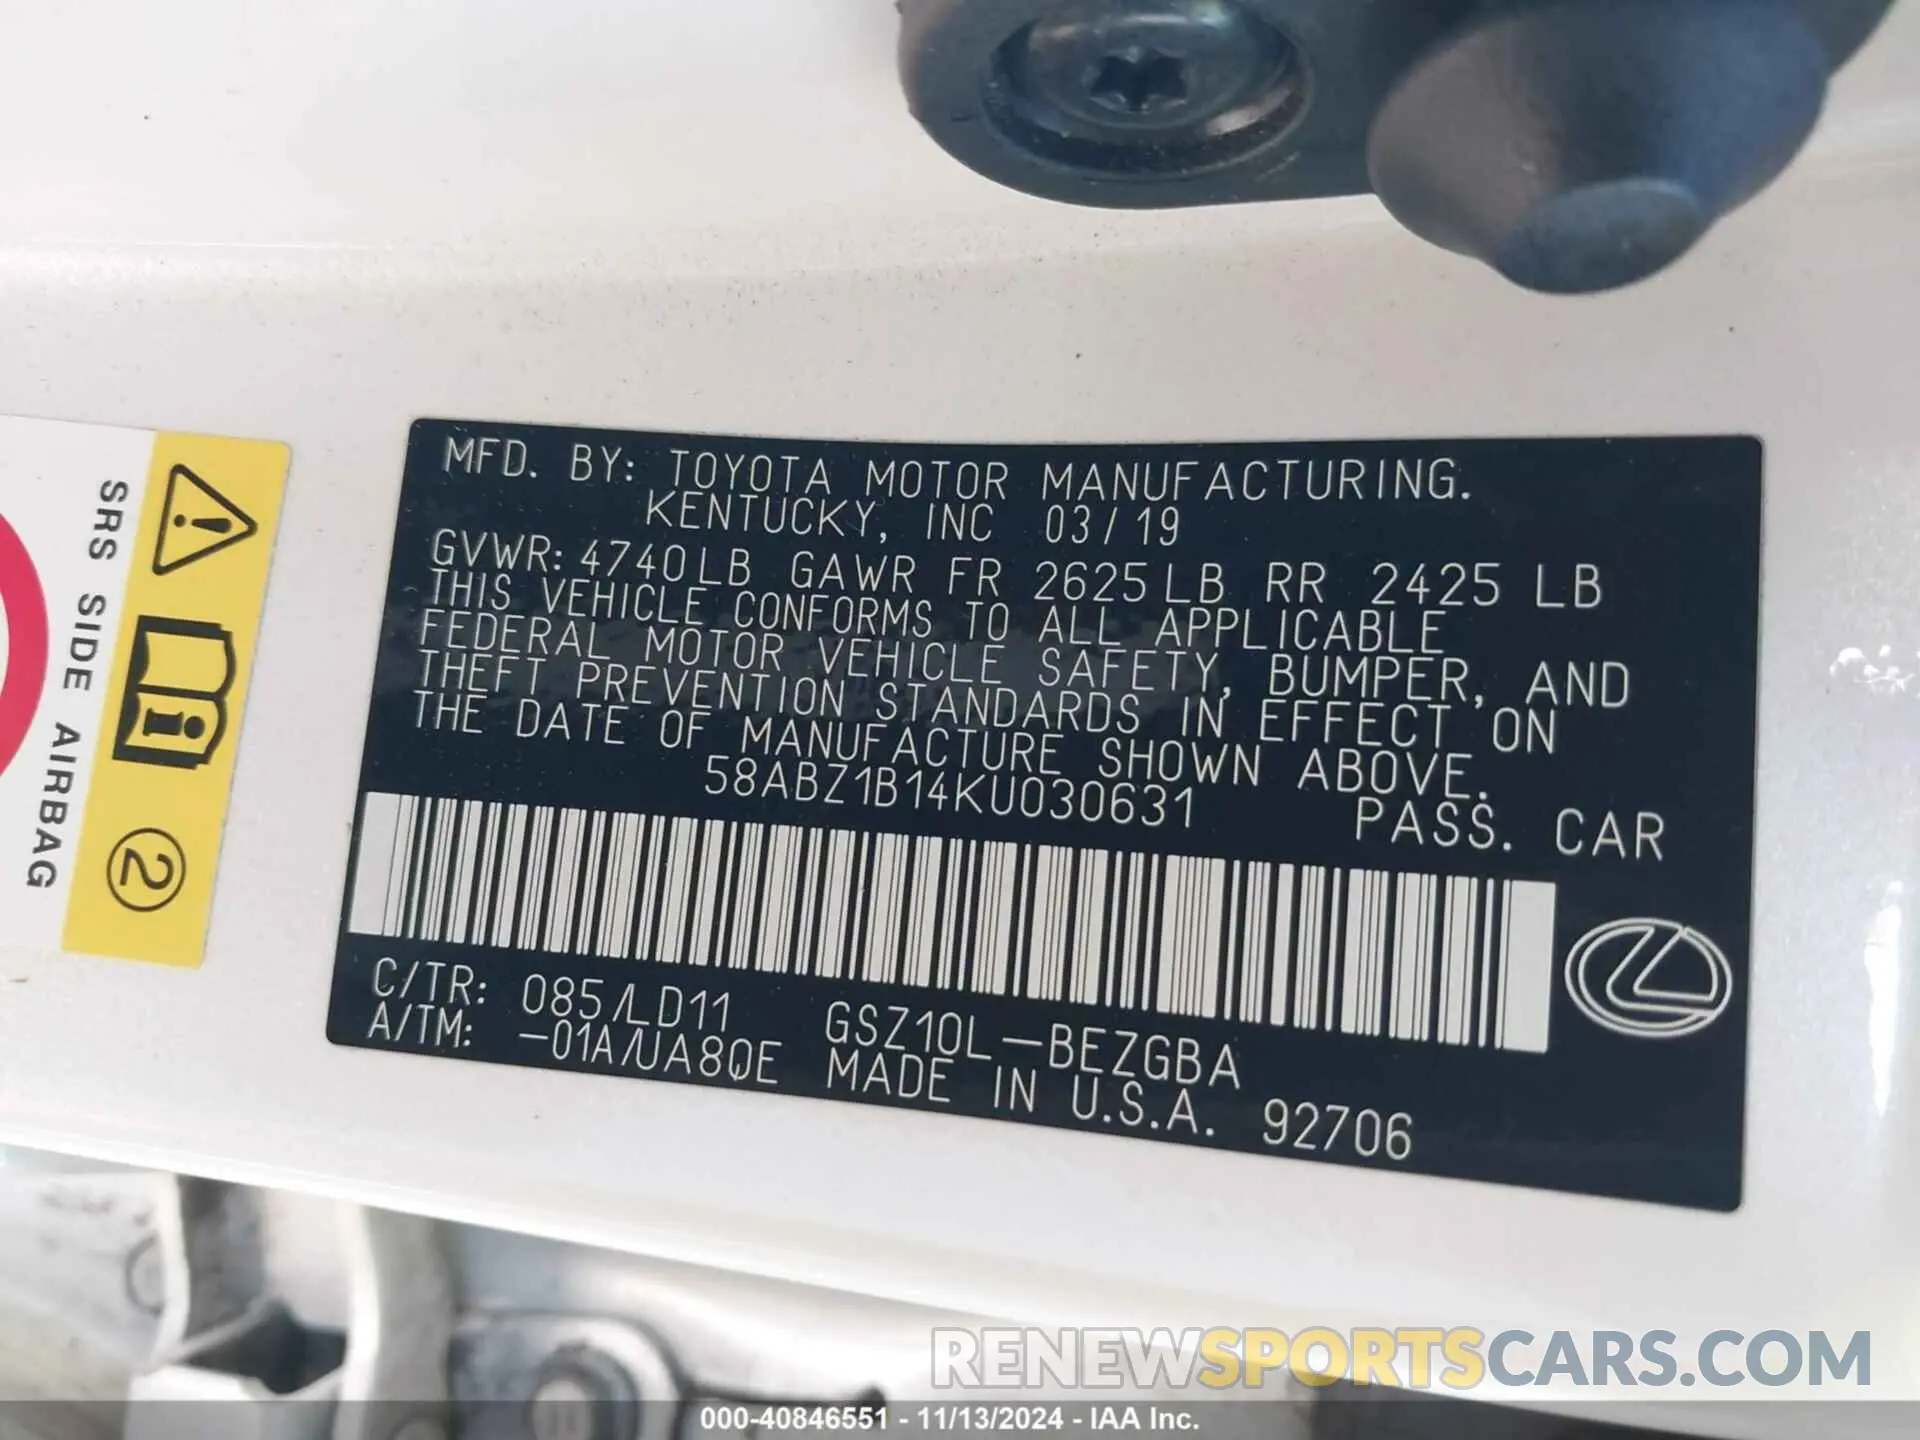 MFD. BY: TOYOTA MOTOR MANUFACTURING.
KENTUCKY, INC 03/19
GVWR: 4740LB GAWR FR 2625LB RR 2425 LB
THIS VEHICLE CONFORMS TO ALL APPLICABLE
FEDERAL MOTOR VEHICLE SAFETY, BUMPER, AND
THEFT PREVENTION STANDARDS IN EFFECT ON
THE DATE OF MANUFACTURE SHOWN ABOVE.
58ABZ1B14KU030631 PASS. CAR
C/TR: 085/LD11 GSZ10L-BEZGBA
A/TM: -01A/UA80E MADE IN U.S.A. 92706
SRS SIDE AIRBAG
2
RENEWSPORTSCARS.COM
000-40846551 - 11/13/2024 - IAA Inc.